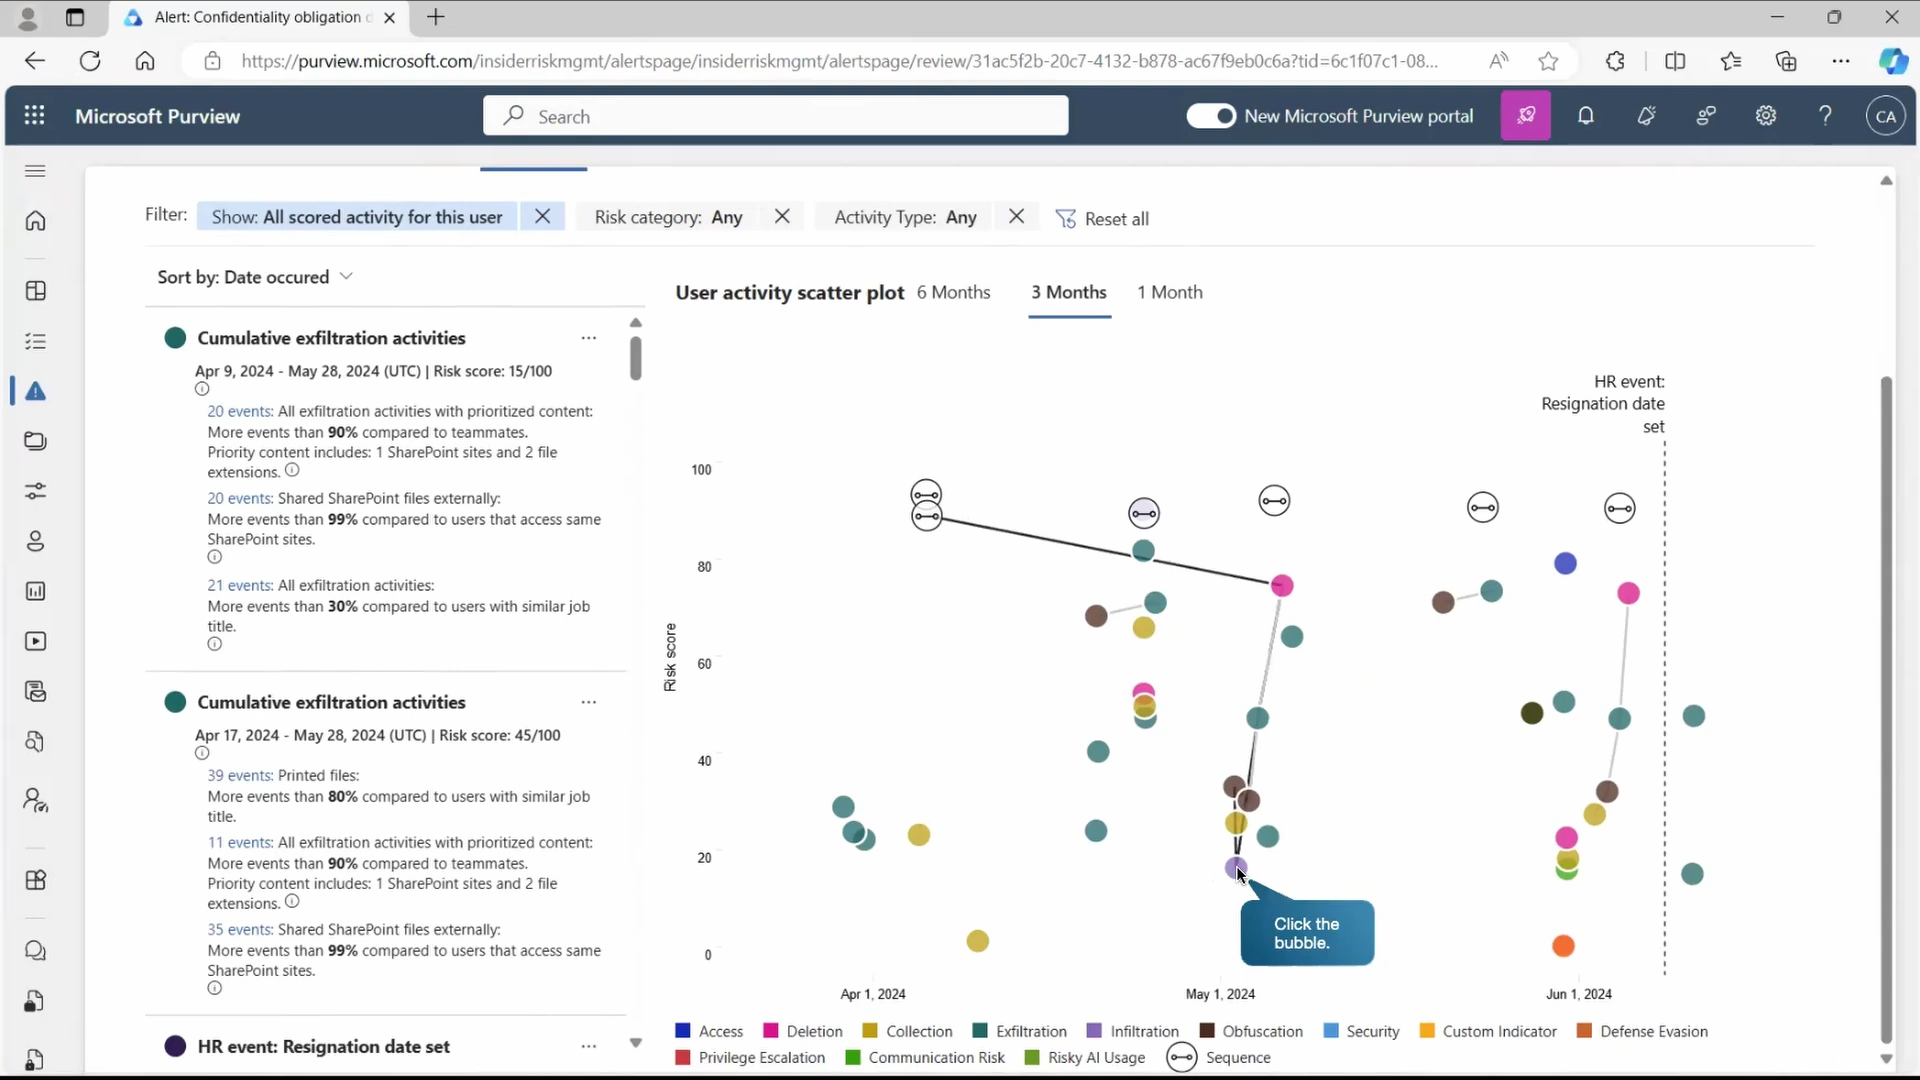 Alert: Confidentiality obligation d
https://purview.microsoft.com/insiderriskmgmt/alertspage/insiderriskmgmt/alertspage/review/31ac5f2b-20c7-4132-b878-ac67f9eb0c6a?tid=6c1f07c1-08...
Microsoft Purview
Search
New Microsoft Purview portal
CA
Filter:
Show: All scored activity for this user
Risk category: Any
Activity Type: Any
Reset all
Sort by: Date occured
Cumulative exfiltration activities
Apr 9, 2024 - May 28, 2024 (UTC) | Risk score: 15/100
20 events: All exfiltration activities with prioritized content:
More events than 90% compared to teammates.
Priority content includes: 1 SharePoint sites and 2 file
extensions.
20 events: Shared SharePoint files externally:
More events than 99% compared to users that access same
SharePoint sites.
21 events: All exfiltration activities:
More events than 30% compared to users with similar job
title.
Cumulative exfiltration activities
Apr 17, 2024 - May 28, 2024 (UTC) | Risk score: 45/100
39 events: Printed files:
More events than 80% compared to users with similar job
title.
11 events: All exfiltration activities with prioritized content:
More events than 90% compared to teammates.
Priority content includes: 1 SharePoint sites and 2 file
extensions.
35 events: Shared SharePoint files externally:
More events than 99% compared to users that access same
SharePoint sites.
HR event: Resignation date set
User activity scatter plot
6 Months
3 Months
1 Month
HR event:
Resignation date
set
Risk score
100
80
60
40
20
0
Click the
bubble.
Apr 1, 2024
May 1, 2024
Jun 1, 2024
Access
Deletion
Collection
Exfiltration
Infiltration
Obfuscation
Security
Custom Indicator
Defense Evasion
Privilege Escalation
Communication Risk
Risky AI Usage
Sequence